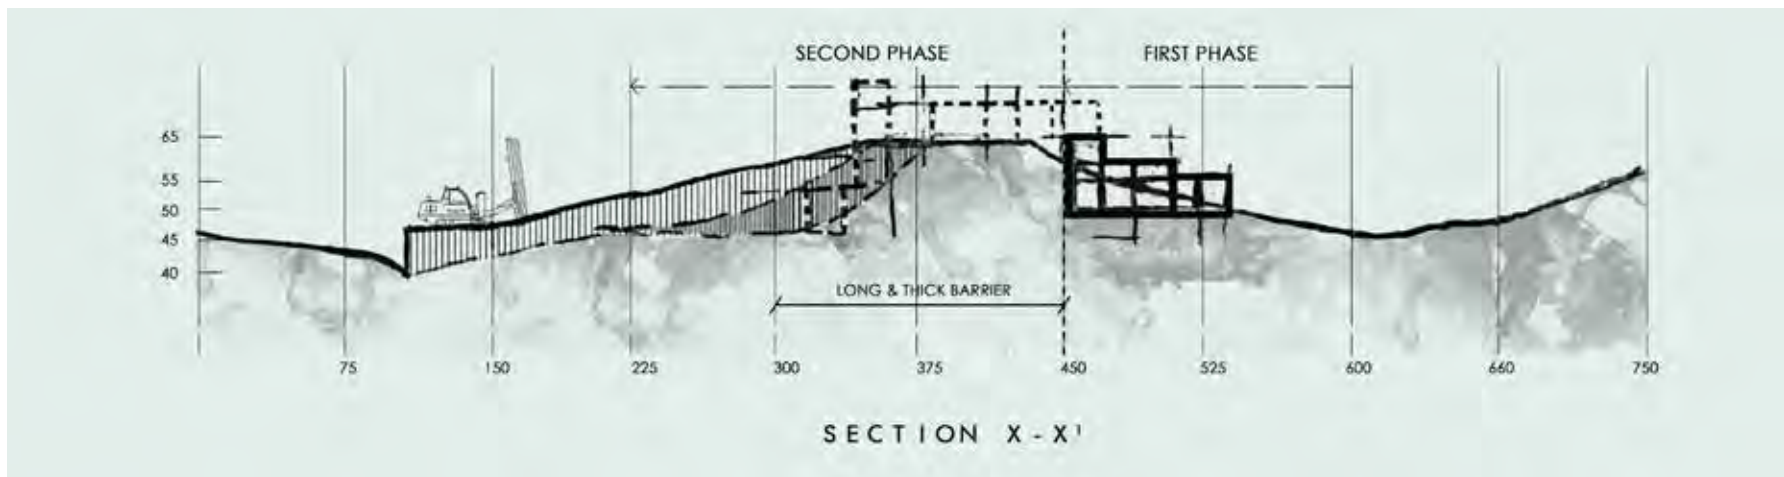 SECOND PHASE FIRST PHASE
65
55
50
45
40
LONG & THICK BARRIER
75 150 225 300 375 450 525 600 660 750
SECTION X-X¹